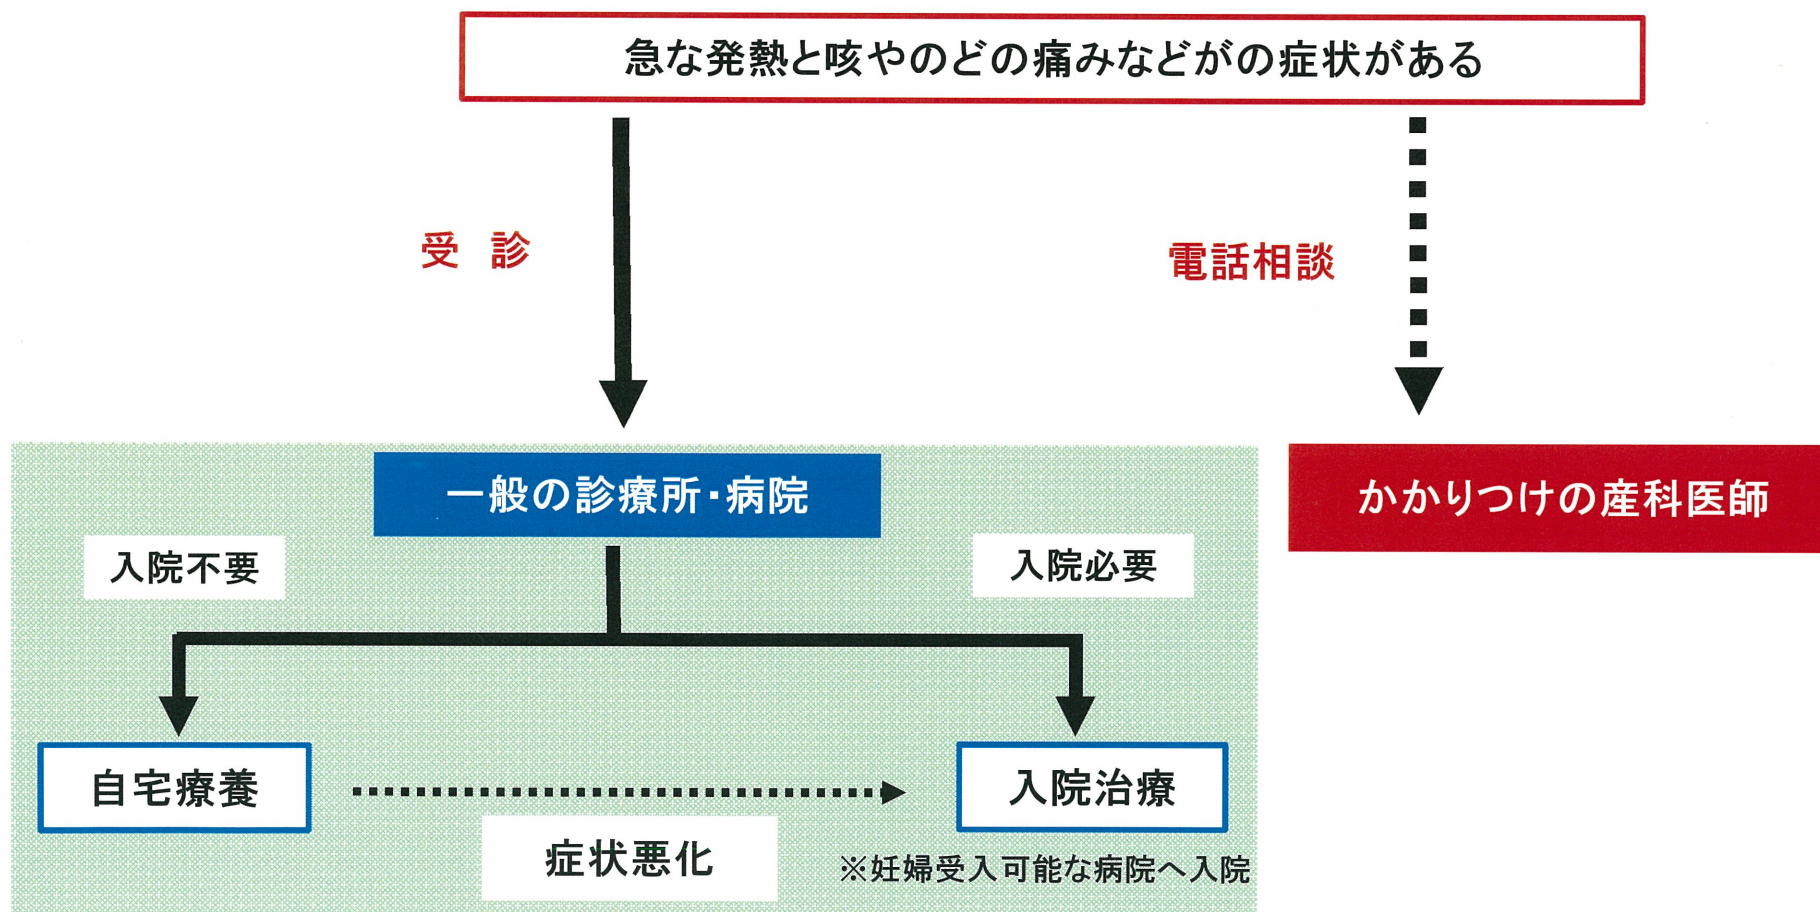 急な発熱と咳やのどの痛みなどがの症状がある
受 診
電話相談
一般の診療所・病院
かかりつけの産科医師
入院不要
入院必要
自宅療養
入院治療
症状悪化
※妊婦受入可能な病院へ入院